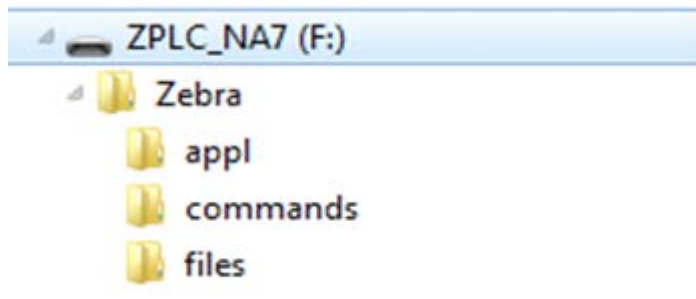 ZPLC_NA7 (F:)
Zebra
appl
commands
files